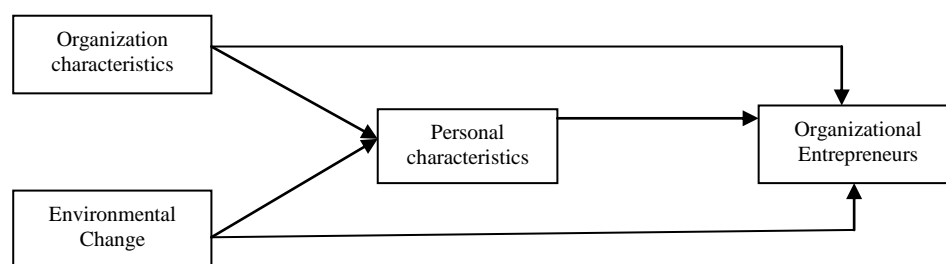 Organization
characteristics
Personal
characteristics
Organizational
Entrepreneurs
Environmental
Change